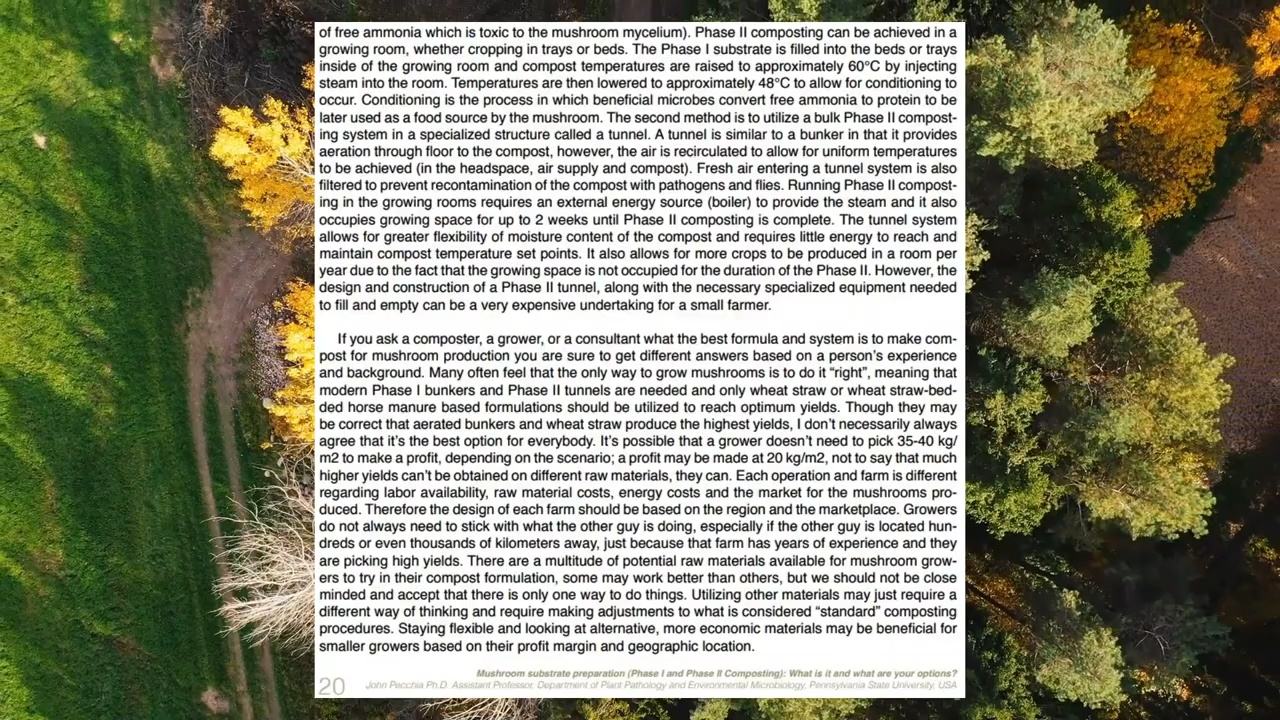 of free ammonia which is toxic to the mushroom mycelium). Phase II composting can be achieved in a
growing room, whether cropping in trays or beds. The Phase I substrate is filled into the beds or trays
inside of the growing room and compost temperatures are raised to approximately 60°C by injecting
steam into the room. Temperatures are then lowered to approximately 48°C to allow for conditioning to
occur. Conditioning is the process in which beneficial microbes convert free ammonia to protein to be
later used as a food source by the mushroom. The second method is to utilize a bulk Phase II compost-
ing system in a specialized structure called a tunnel. A tunnel is similar to a bunker in that it provides
aeration through floor to the compost, however, the air is recirculated to allow for uniform temperatures
to be achieved (in the headspace, air supply and compost). Fresh air entering a tunnel system is also
filtered to prevent recontamination of the compost with pathogens and flies. Running Phase II compost-
ing in the growing rooms requires an external energy source (boiler) to provide the steam and it also
occupies growing space for up to 2 weeks until Phase II composting is complete. The tunnel system
allows for greater flexibility of moisture content of the compost and requires little energy to reach and
maintain compost temperature set points. It also allows for more crops to be produced in a room per
year due to the fact that the growing space is not occupied for the duration of the Phase II. However, the
design and construction of a Phase II tunnel, along with the necessary specialized equipment needed
to fill and empty can be a very expensive undertaking for a small farmer.
If you ask a composter, a grower, or a consultant what the best formula and system is to make com-
post for mushroom production you are sure to get different answers based on a person's experience
and background. Many often feel that the only way to grow mushrooms is to do it “right”, meaning that
modern Phase I bunkers and Phase II tunnels are needed and only wheat straw or wheat straw-bed-
ded horse manure based formulations should be utilized to reach optimum yields. Though they may
be correct that aerated bunkers and wheat straw produce the highest yields, I don't necessarily always
agree that it's the best option for everybody. It's possible that a grower doesn't need to pick 35-40 kg/
m2 to make a profit, depending on the scenario; a profit may be made at 20 kg/m2, not to say that much
higher yields can't be obtained on different raw materials, they can. Each operation and farm is different
regarding labor availability, raw material costs, energy costs and the market for the mushrooms pro-
duced. Therefore the design of each farm should be based on the region and the marketplace. Growers
do not always need to stick with what the other guy is doing, especially if the other guy is located hun-
dreds or even thousands of kilometers away, just because that farm has years of experience and they
are picking high yields. There are a multitude of potential raw materials available for mushroom grow-
ers to try in their compost formulation, some may work better than others, but we should not be close
minded and accept that there is only one way to do things. Utilizing other materials may just require a
different way of thinking and require making adjustments to what is considered “standard” composting
procedures. Staying flexible and looking at alternative, more economic materials may be beneficial for
smaller growers based on their profit margin and geographic location.
Mushroom substrate preparation (Phase I and Phase II Composting): What is it and what are your options?
20 John Pecchia Ph.D. Assistant Professor, Department of Plant Pathology and Environmental Microbiology, Pennsylvania State University, USA